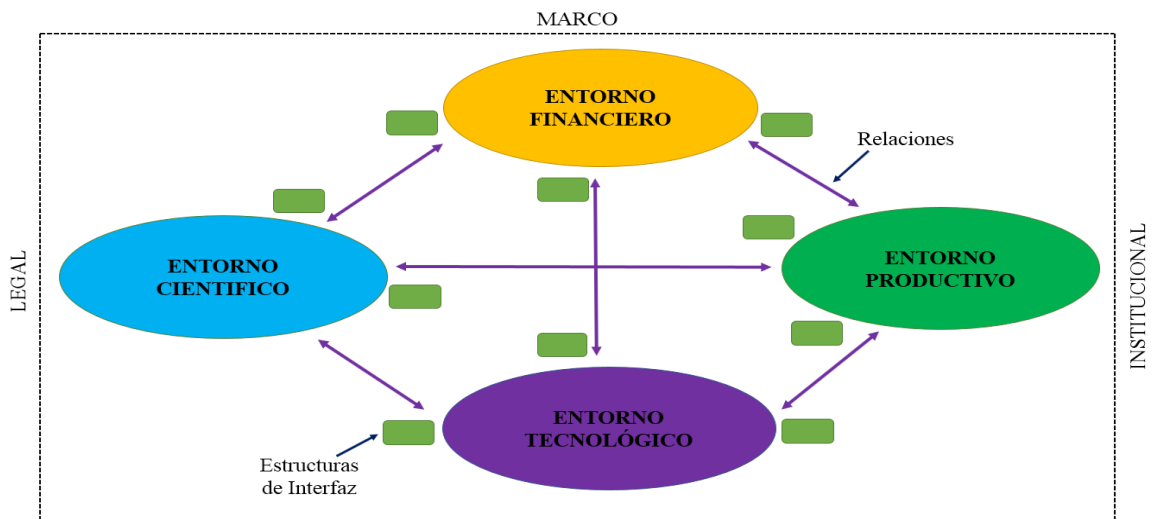 MARCO
ENTORNO
FINANCIERO
Relaciones
LEGAL
ENTORNO
CIENTIFICO
ENTORNO
PRODUCTIVO
INSTITUCIONAL
ENTORNO
TECNOLÓGICO
Estructuras
de Interfaz